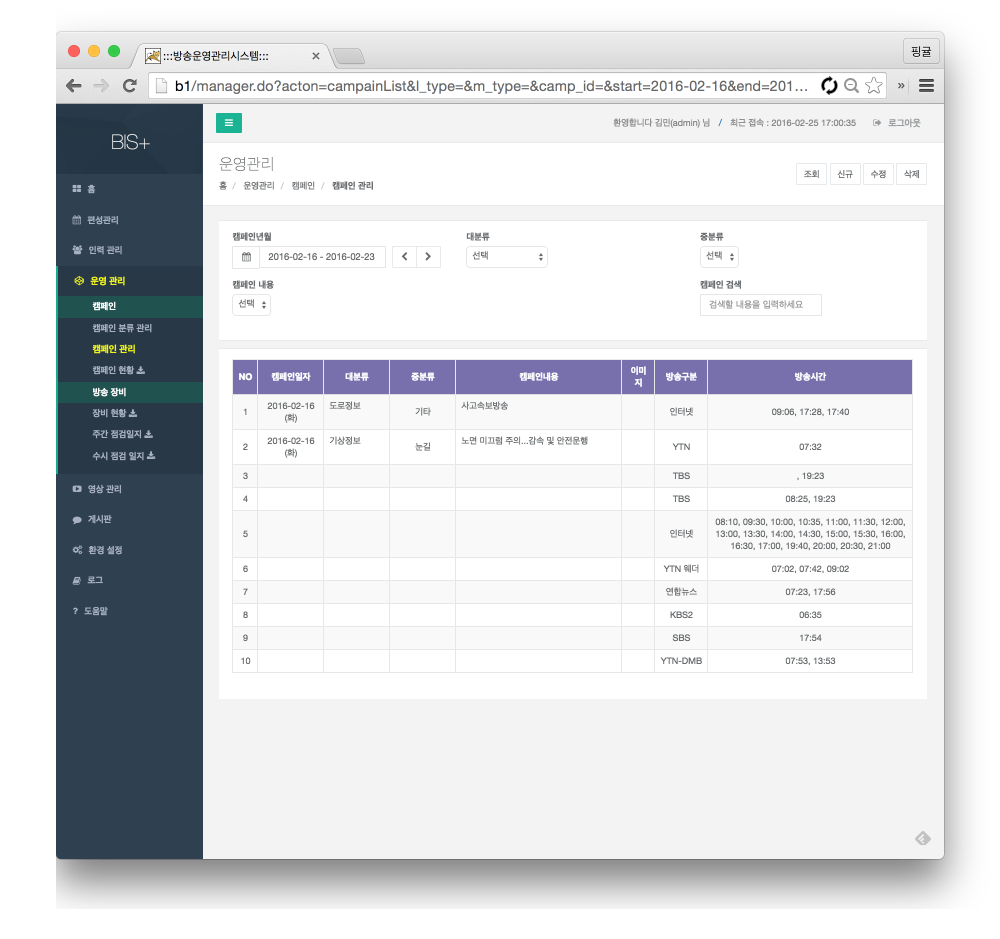 :::방송운영관리시스템:::
핑귤
b1/manager.do?acton=campainList&l_type=&m_type=&camp_id=&start=2016-02-16&end=201...
BIS+
환영합니다 김민(admin) 님 / 최근 접속 : 2016-02-25 17:00:35 로그아웃
홈
편성관리
인력 관리
운영 관리
캠페인
캠페인 분류 관리
캠페인 관리
캠페인 현황
방송 장비
장비 현황
주간 점검일지
수시 점검 일지
영상 관리
게시판
환경 설정
로그
? 도움말
운영관리
홈 / 운영관리 / 캠페인 / 캠페인 관리
조회 신규 수정 삭제
캠페인년월 대분류 중분류
2016-02-16 - 2016-02-23 선택 선택
캠페인 내용 캠페인 검색
선택 검색할 내용을 입력하세요
NO 캠페인일자 대분류 중분류 캠페인내용 이미지 방송구분 방송시간
1 2016-02-16 (화) 도로정보 기타 사고속보방송 인터넷 09:06, 17:28, 17:40
2 2016-02-16 (화) 기상정보 눈길 노면 미끄럼 주의...감속 및 안전운행 YTN 07:32
3 TBS , 19:23
4 TBS 08:25, 19:23
5 인터넷 08:10, 09:30, 10:00, 10:35, 11:00, 11:30, 12:00,
13:00, 13:30, 14:00, 14:30, 15:00, 15:30, 16:00,
16:30, 17:00, 19:40, 20:00, 20:30, 21:00
6 YTN 웨더 07:02, 07:42, 09:02
7 연합뉴스 07:23, 17:56
8 KBS2 06:35
9 SBS 17:54
10 YTN-DMB 07:53, 13:53